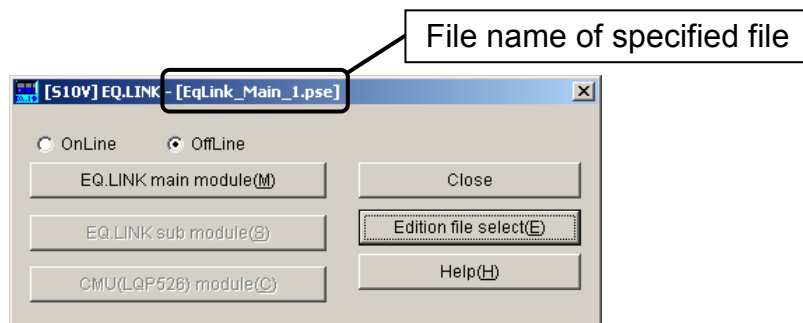 File name of specified file
[S10V] EQ.LINK - [EqLink_Main_1.pse]
OnLine OffLine
EQ.LINK main module(M) Close
EQ.LINK sub module(S) Edition file select(E)
CMU(LQP526) module(C) Help(H)